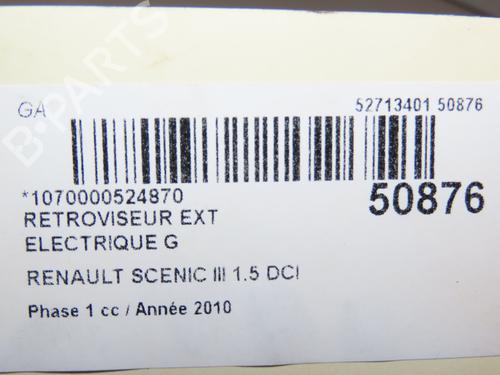 GA
52713401 50876
*1070000524870
50876
RETROVISEUR EXT
ELECTRIQUE G
RENAULT SCENIC III 1.5 DCI
Phase 1 cc / Année 2010
B-PARTS